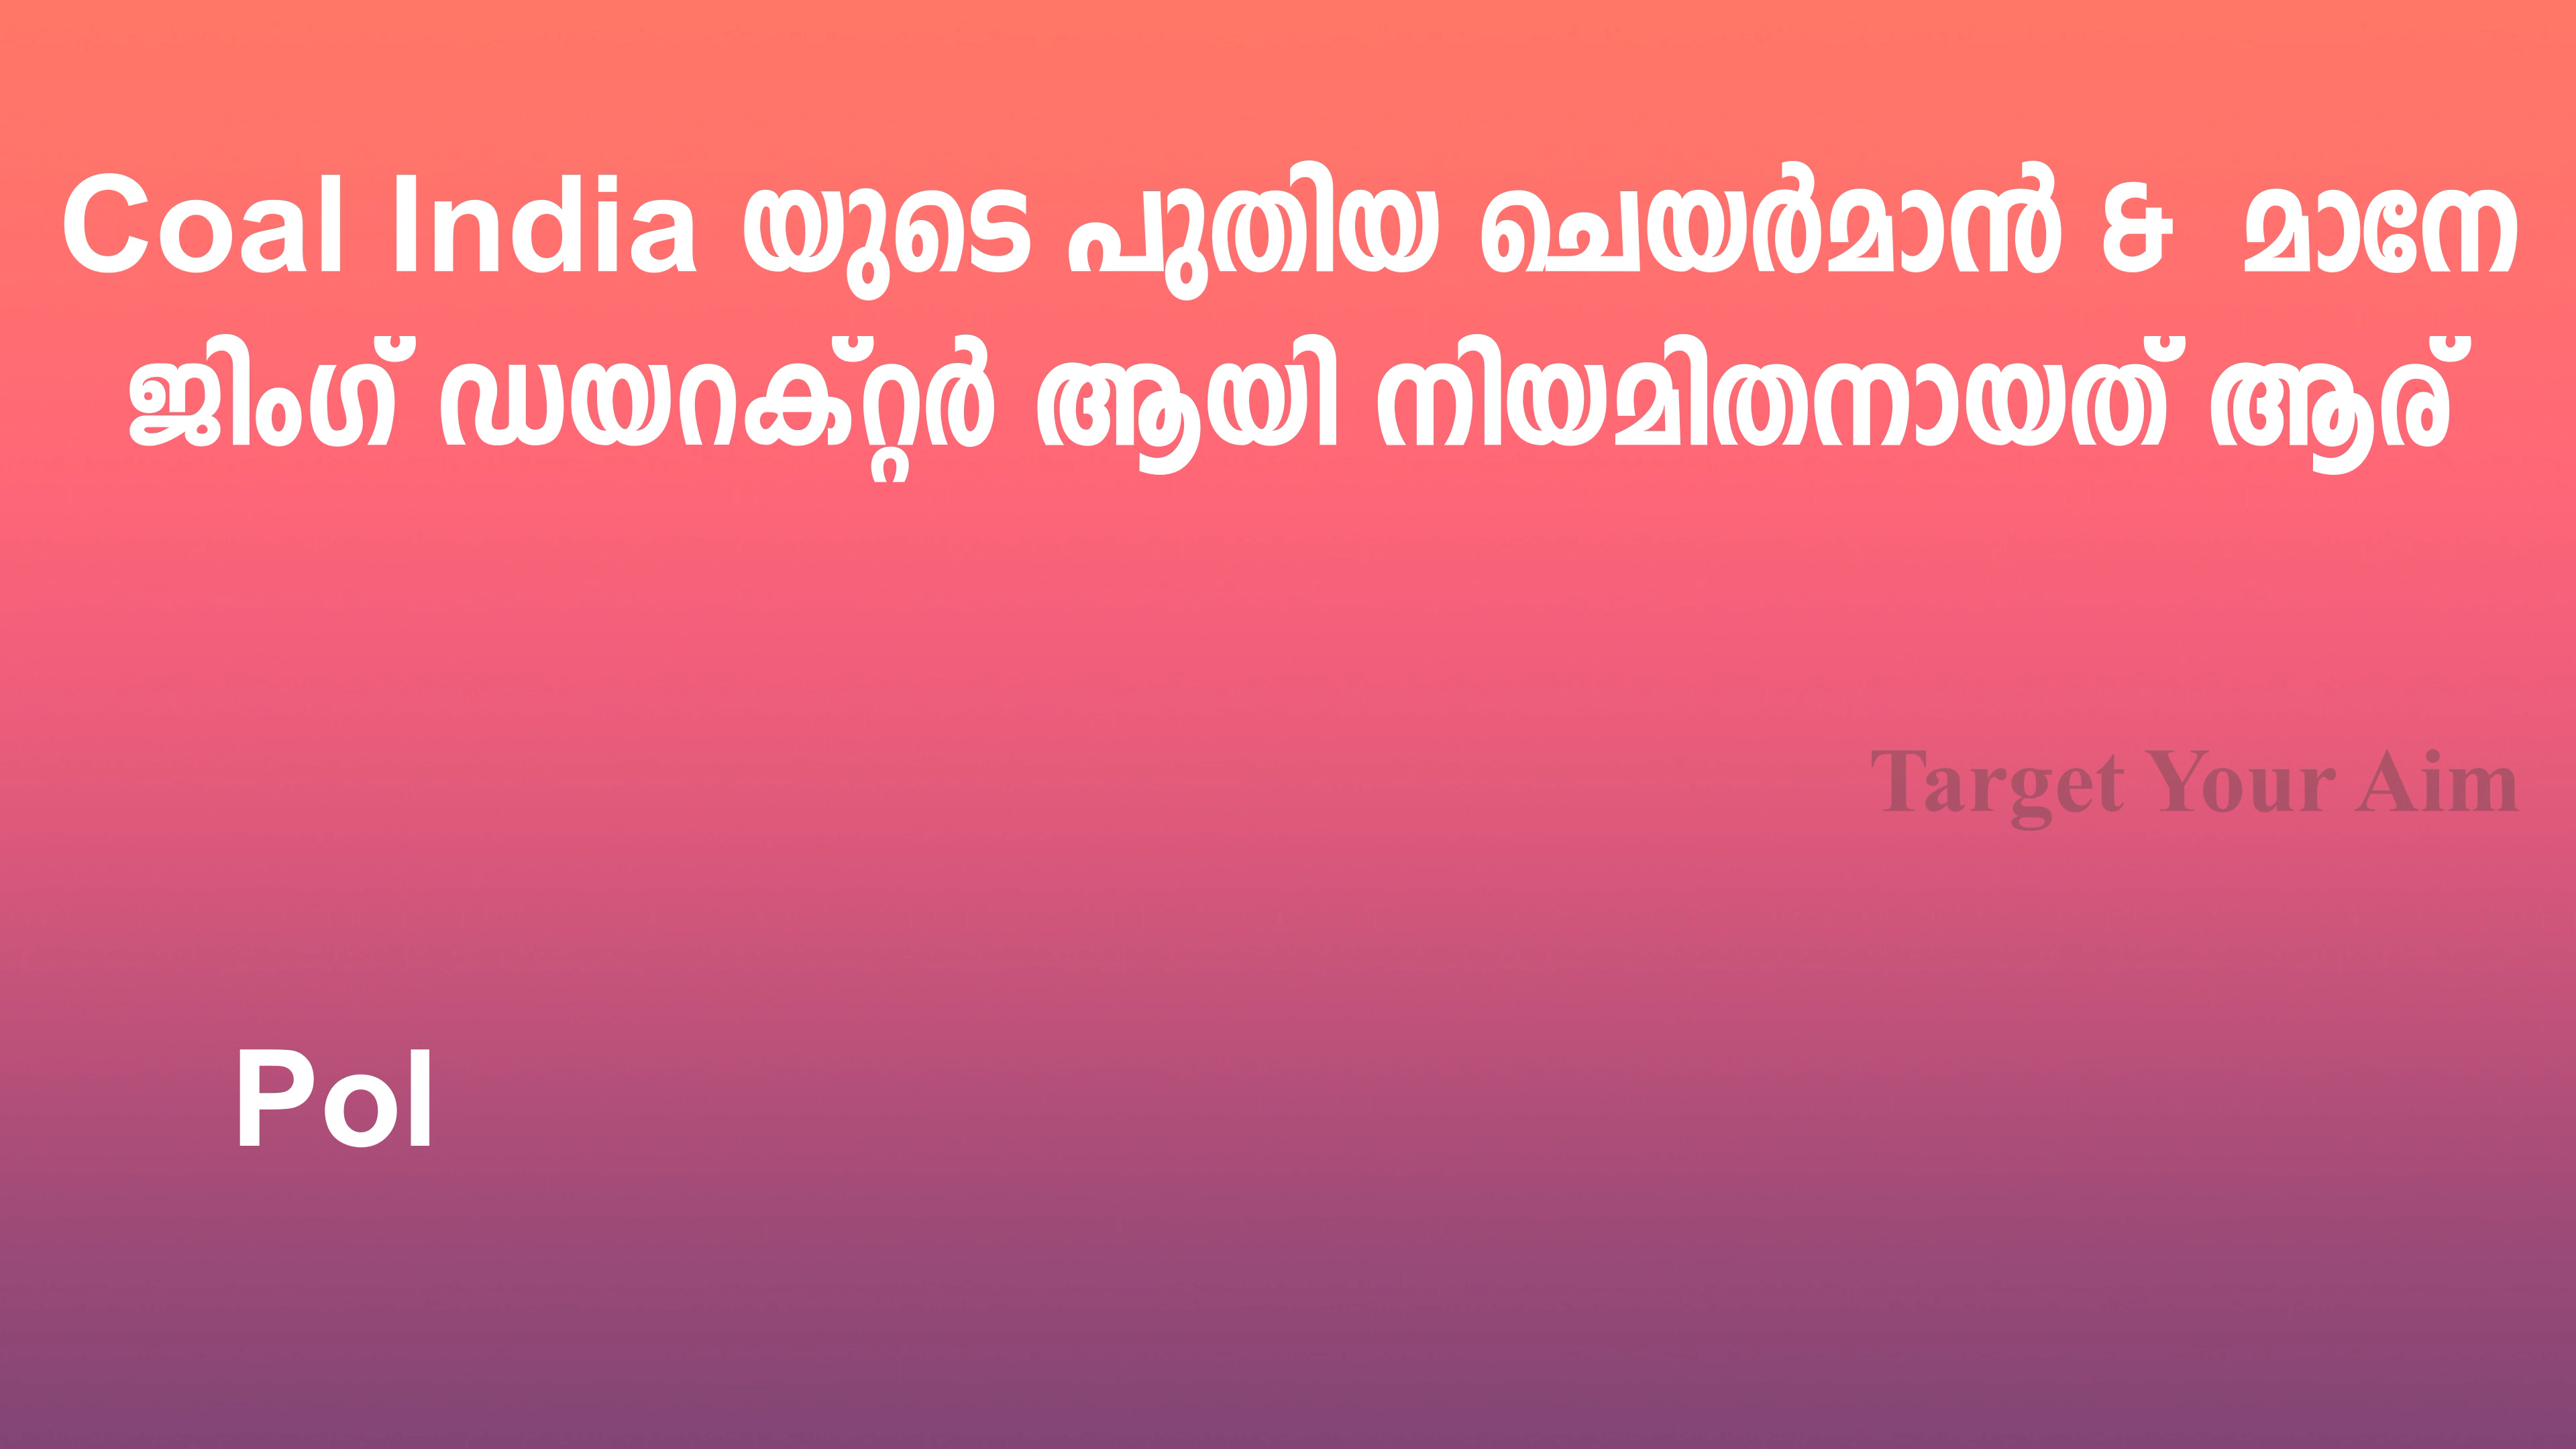 Coal India യുടെ പുതിയ ചെയർമാൻ & മാനേ
ജിംഗ് ഡയറക്റ്റർ ആയി നിയമിതനായത് ആര്
Target Your Aim
Pol